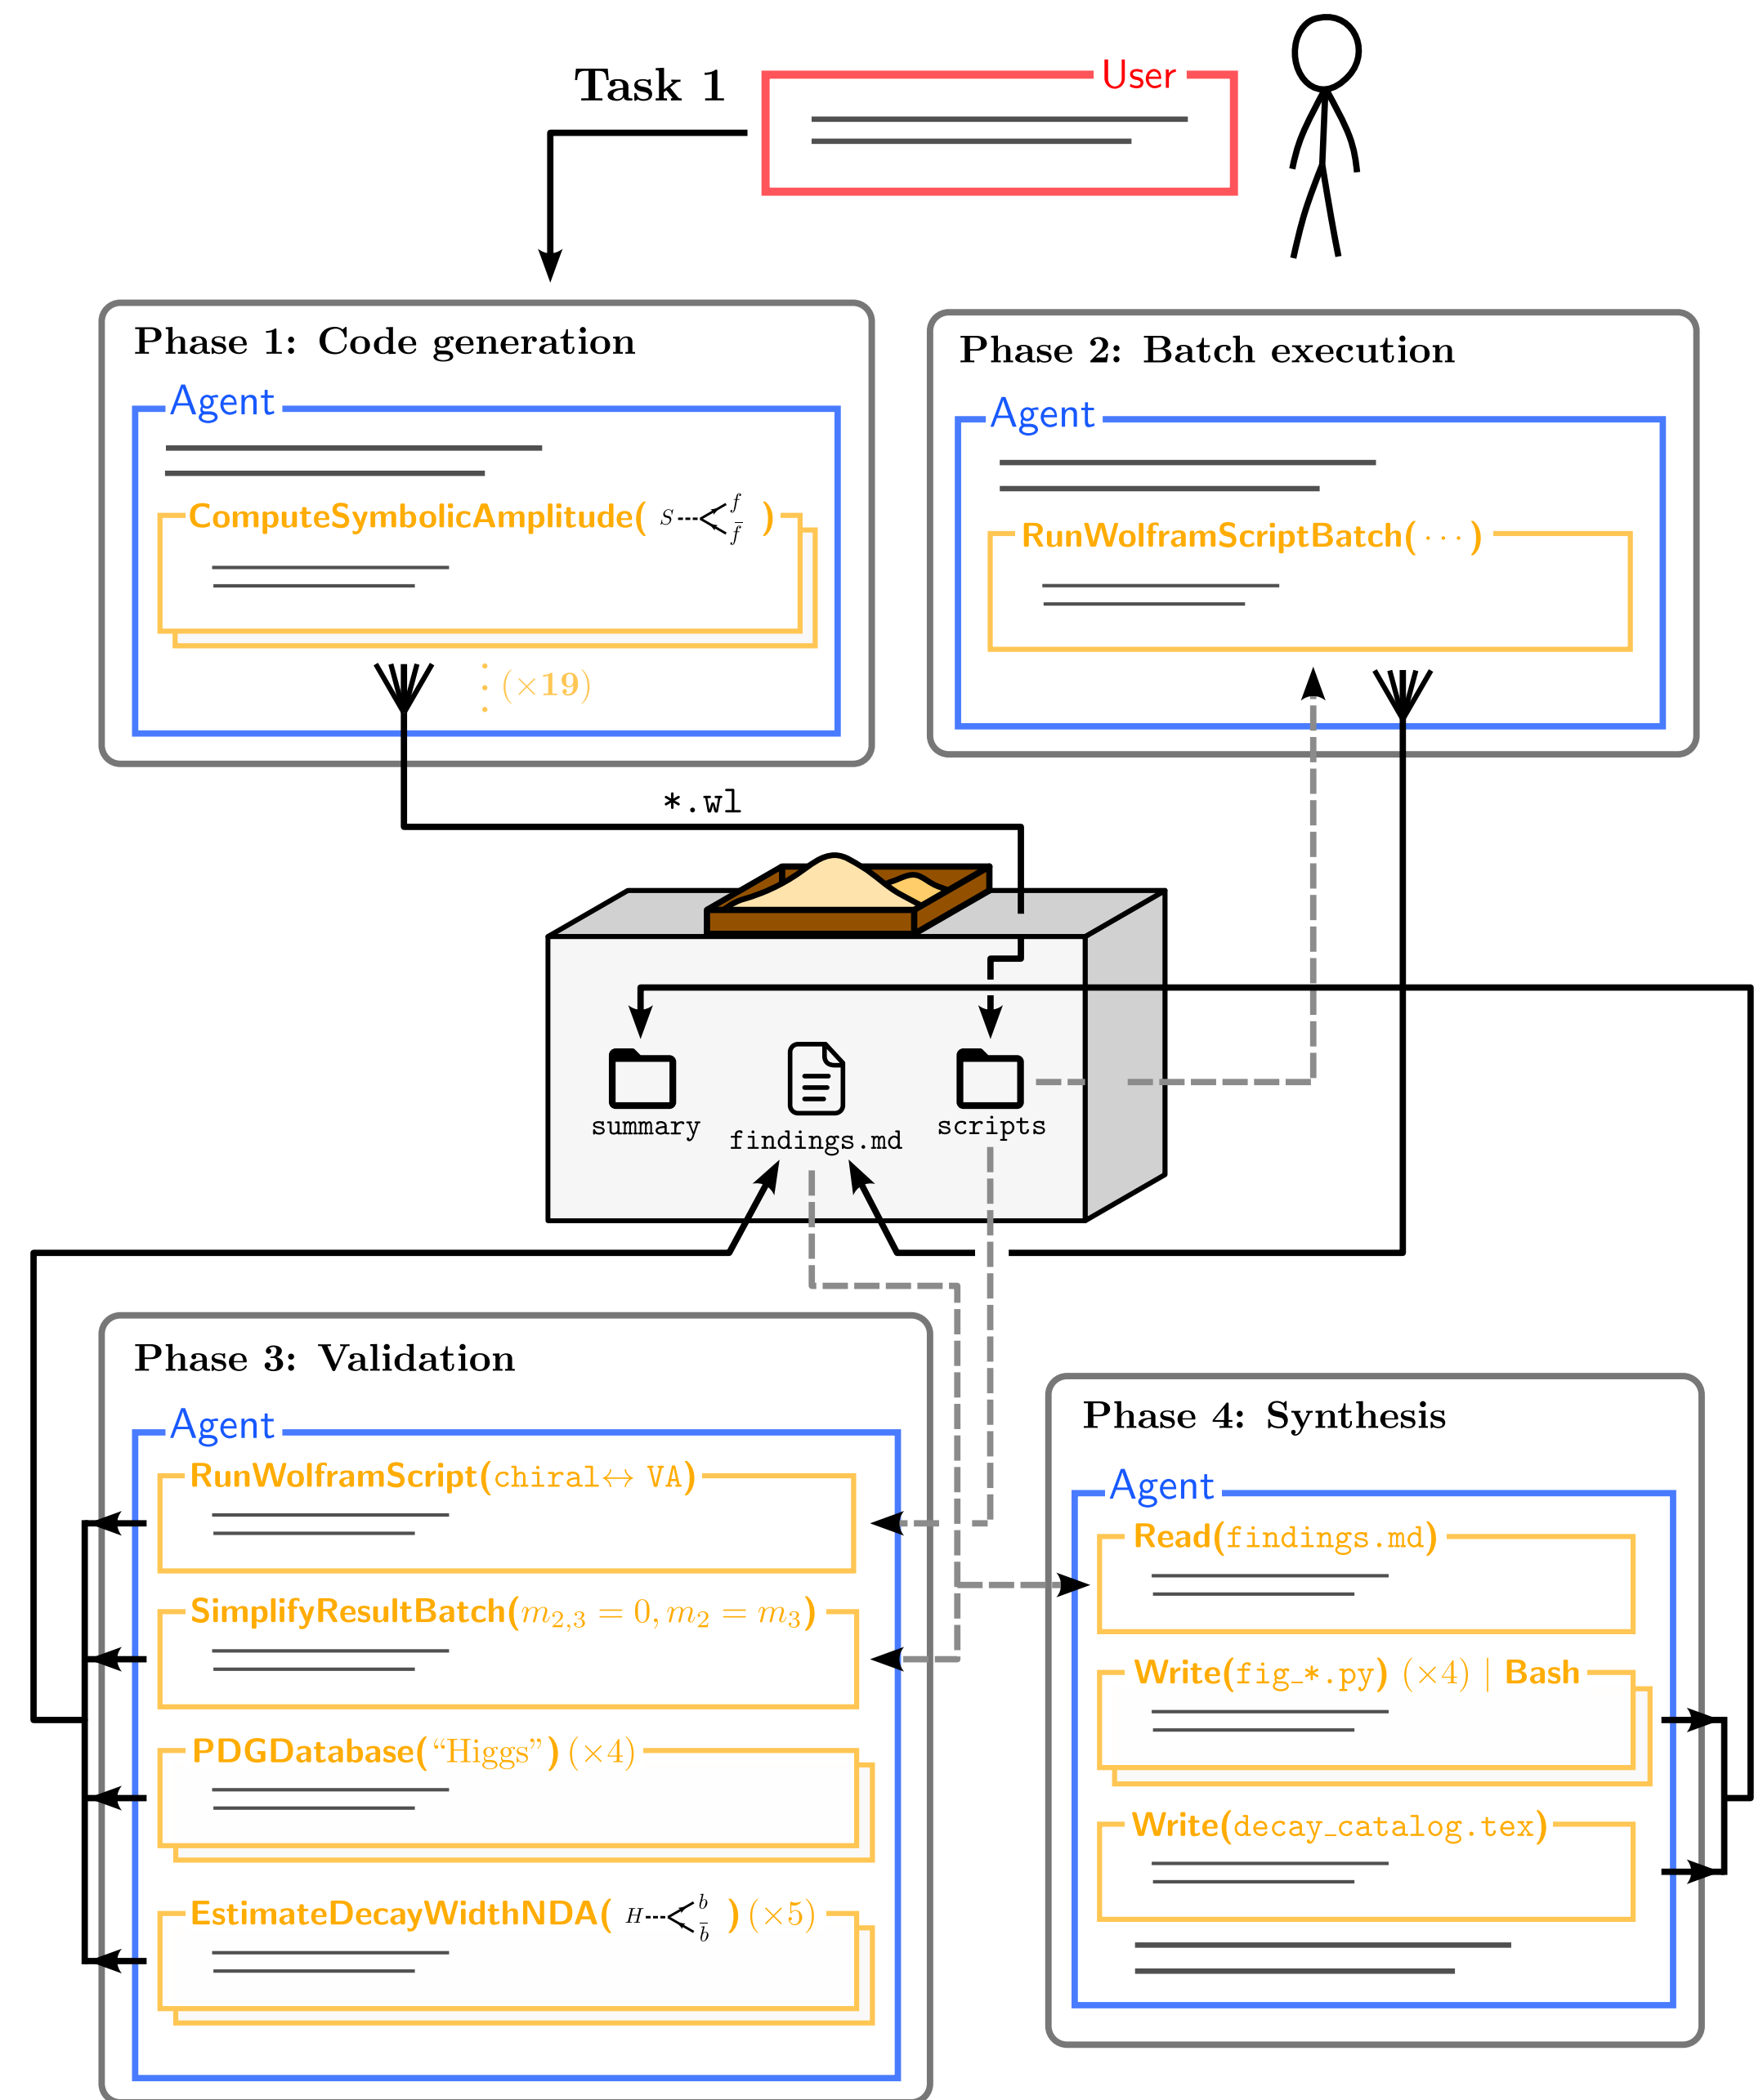 Task 1
User
Phase 1: Code generation
Agent
ComputeSymbolicAmplitude( S f f̄ )
(×19)
Phase 2: Batch execution
Agent
RunWolframScriptBatch(···)
*.wl
summary
findings.md
scripts
Phase 3: Validation
Agent
RunWolframScript(chiral↔ VA)
SimplifyResultBatch(m₂,₃ = 0, m₂ = m₃)
PDGDatabase(“Higgs”) (×4)
EstimateDecayWidthNDA( H b b̄ ) (×5)
Phase 4: Synthesis
Agent
Read(findings.md)
Write(fig_*.py) (×4) | Bash
Write(decay_catalog.tex)